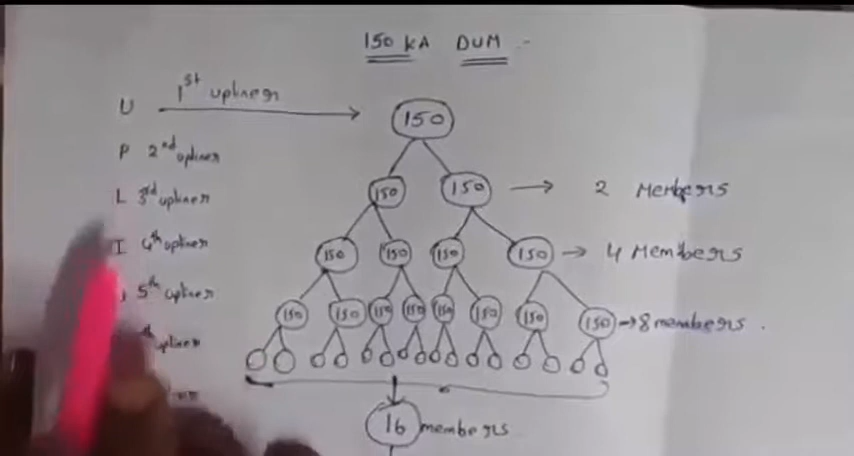 150 KA DUM
U 1st upliner
150
P 2nd upliner
150 150 → 2 Members
L 3rd upliner
I 4th upliner
150 150 150 150 → 4 Members
5th upliner
150 150 150 150 150 150 150 150 → 8 members.
th upliner
16 members